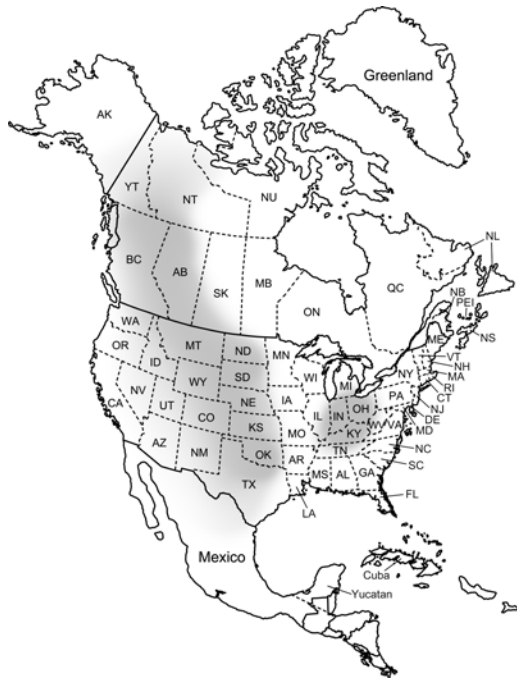 Greenland
AK
YT
NT
NU
NL
BC
AB
SK
MB
ON
QC
NB
PEI
NS
WA
MT
ND
MN
ME
VT
NH
MA
RI
CT
NJ
DE
MD
OR
ID
SD
WI
MI
NY
WY
NE
IA
PA
NV
UT
CO
KS
IL
IN
OH
WV
VA
CA
MO
KY
NC
AZ
NM
OK
AR
TN
SC
TX
MS
AL
GA
FL
LA
Mexico
Cuba
Yucatan